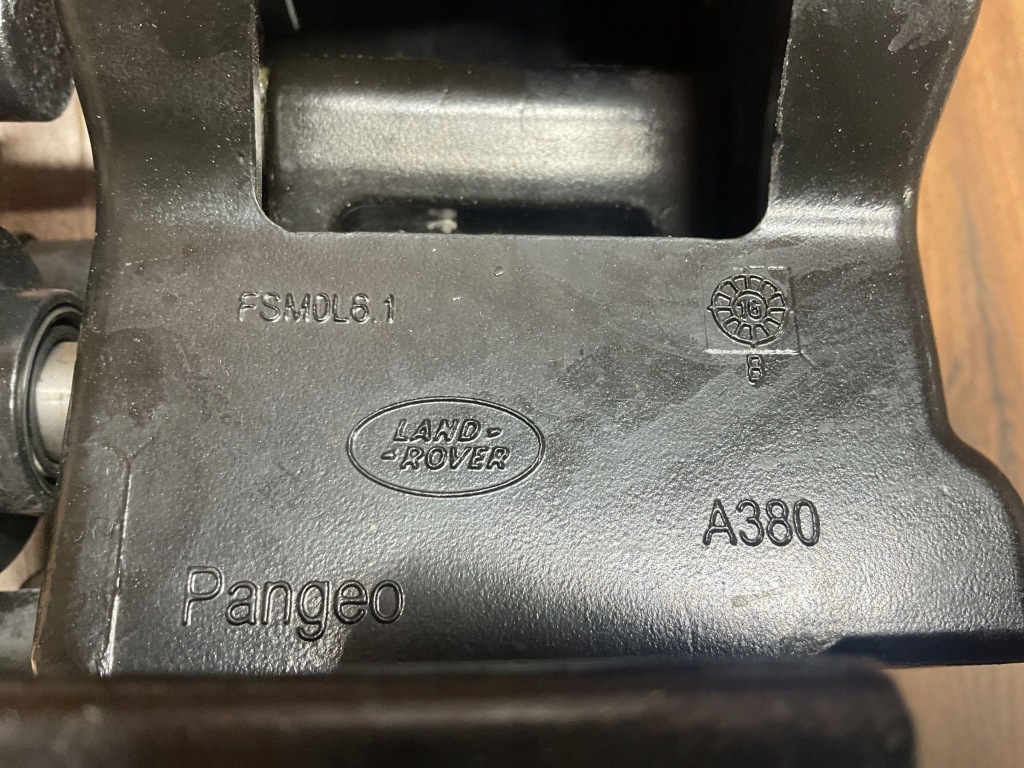 FSM0L6.1
16
8
LAND-
-ROVER
A380
Pangeo